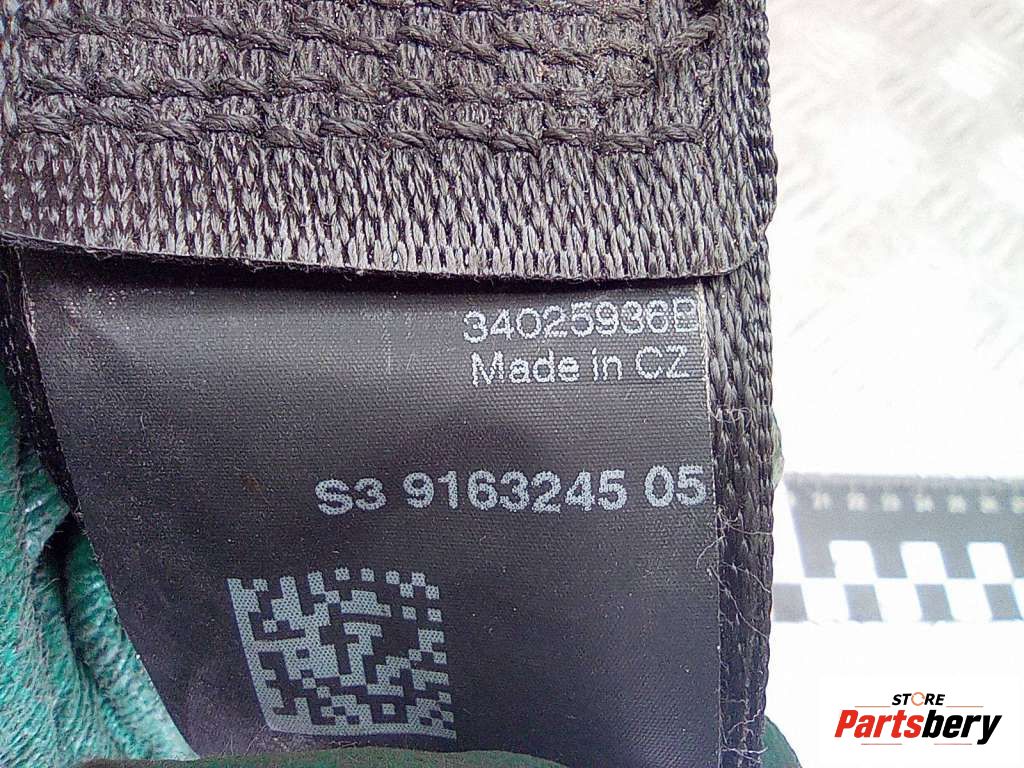 34025936B
Made in CZ
S3 9163245 05
STORE
Partsbery